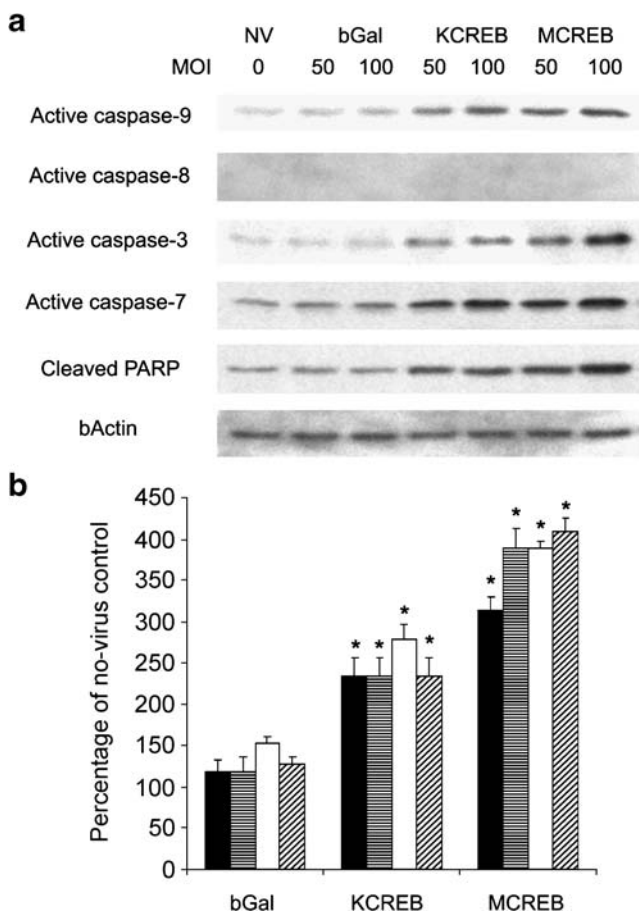 a
NV bGal KCREB MCREB
MOI 0 50 100 50 100 50 100
Active caspase-9
Active caspase-8
Active caspase-3
Active caspase-7
Cleaved PARP
bActin
b
Percentage of no-virus control
450
400
350
300
250
200
150
100
50
0
* * * *
* * * *
bGal KCREB MCREB